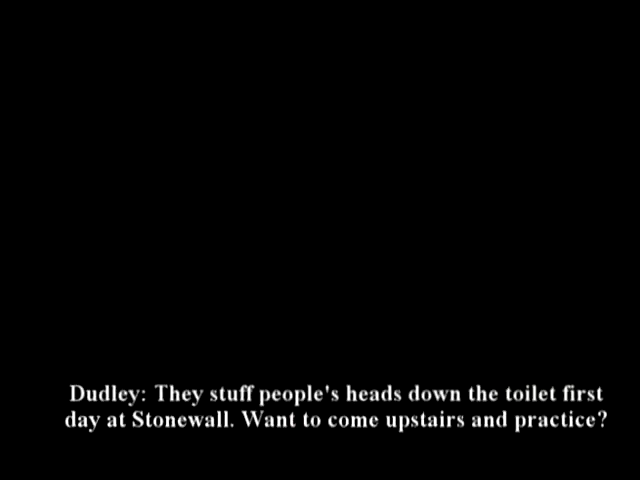 Dudley: They stuff people's heads down the toilet first
day at Stonewall. Want to come upstairs and practice?